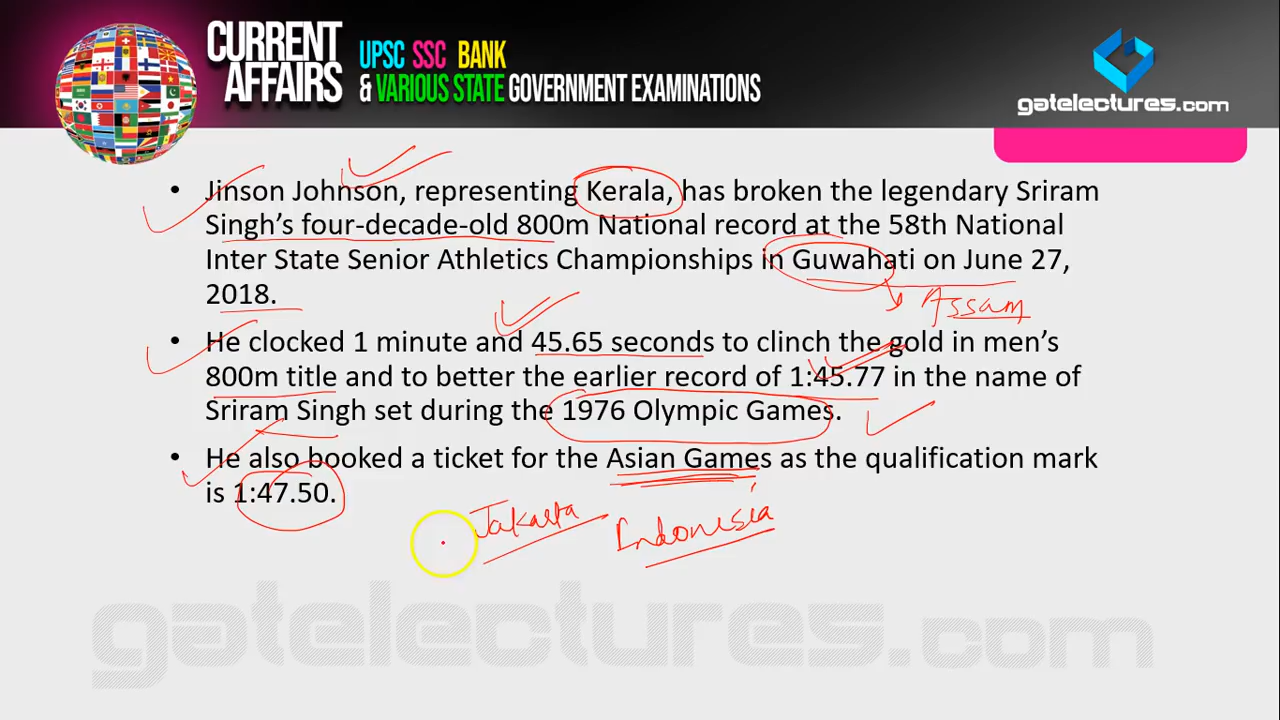 CURRENT
AFFAIRS
UPSC SSC BANK
& VARIOUS STATE GOVERNMENT EXAMINATIONS
gatelectures.com
• Jinson Johnson, representing Kerala, has broken the legendary Sriram
Singh’s four-decade-old 800m National record at the 58th National
Inter State Senior Athletics Championships in Guwahati on June 27,
2018.
Assam
• He clocked 1 minute and 45.65 seconds to clinch the gold in men’s
800m title and to better the earlier record of 1:45.77 in the name of
Sriram Singh set during the 1976 Olympic Games.
• He also booked a ticket for the Asian Games as the qualification mark
is 1:47.50.
Jakarta Indonesia
gatelectures.com